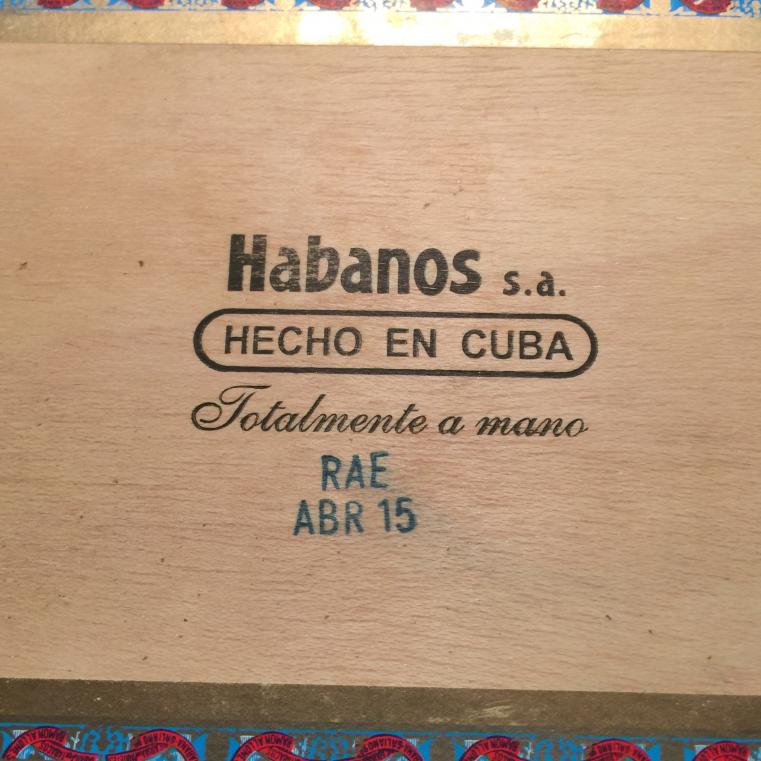 Habanos s.a.
HECHO EN CUBA
Totalmente a mano
RAE
ABR 15